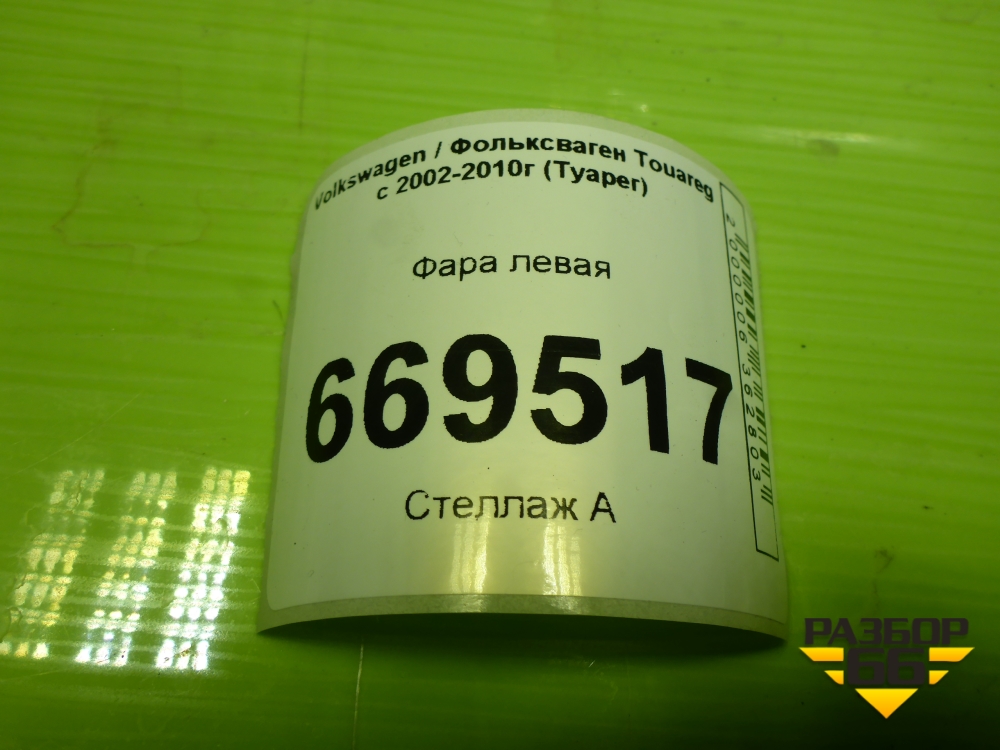 Volkswagen / Фольксваген Touareg
с 2002-2010г (Туарег)
Фара левая
669517
Стеллаж А
2000006362803
РАЗБОР
66